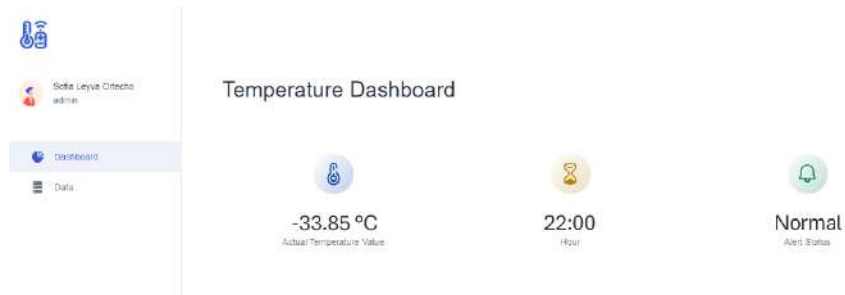 Sofia Leyva Ortecho
admin
Dashboard
Data
Temperature Dashboard
-33.85 ºC
Actual Temperature Value
22:00
Hour
Normal
Alert Status